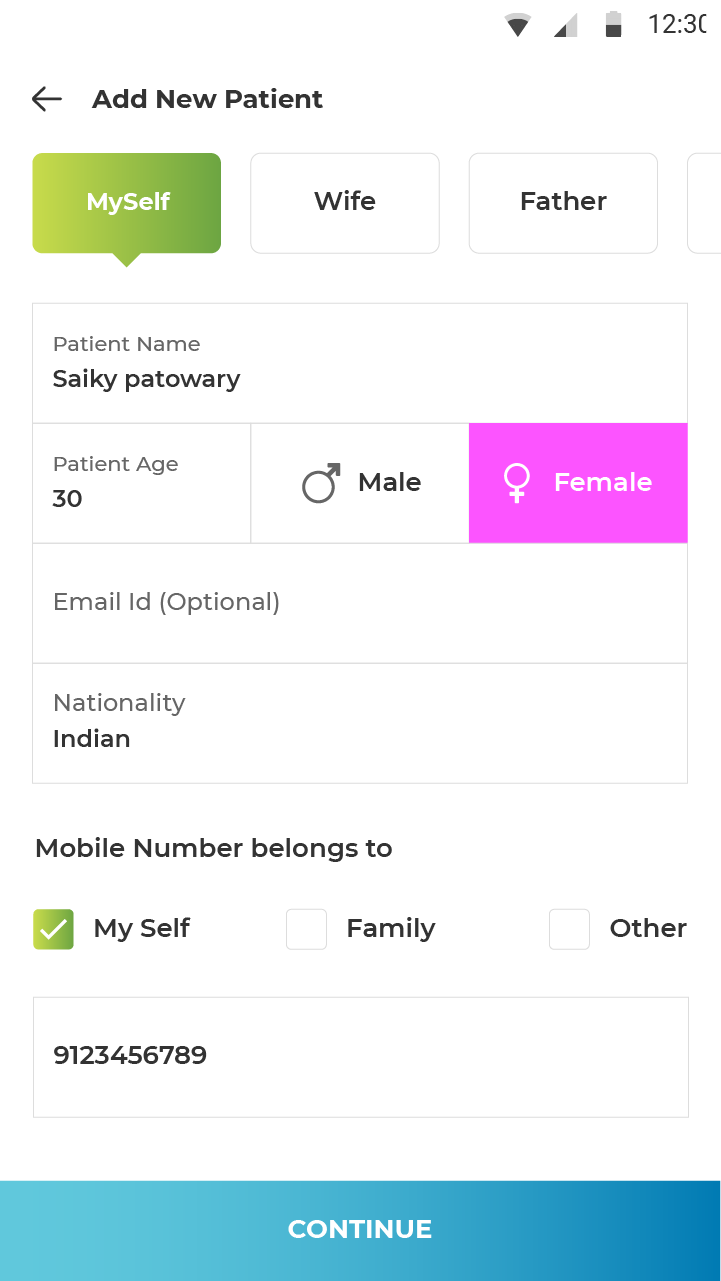 12:30
Add New Patient
MySelf Wife Father
Patient Name
Saiky patowary
Patient Age
30
Male Female
Email Id (Optional)
Nationality
Indian
Mobile Number belongs to
My Self Family Other
9123456789
CONTINUE